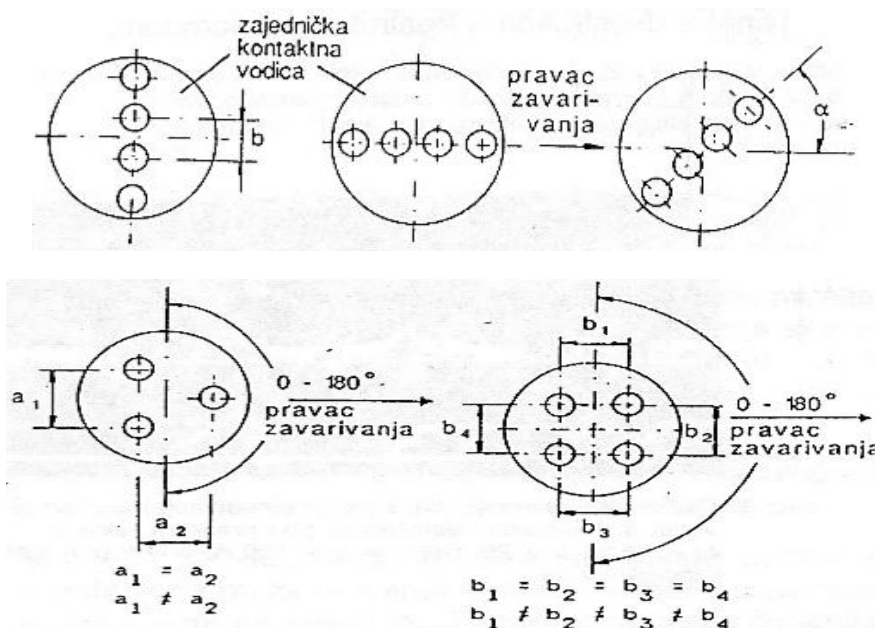 zajednička
kontaktna
vodica
b
pravac
zavari-
vanja
α
a₁
0 - 180°
pravac
zavarivanja
a₂
a₁ = a₂
a₁ ≠ a₂
b₁
b₄
b₂
0 - 180°
pravac
zavarivanja
b₃
b₁ = b₂ = b₃ = b₄
b₁ ≠ b₂ ≠ b₃ ≠ b₄